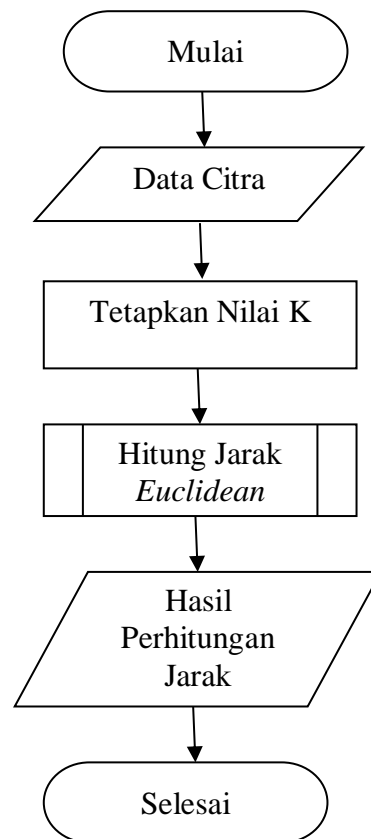 Mulai
Data Citra
Tetapkan Nilai K
Hitung Jarak
Euclidean
Hasil
Perhitungan
Jarak
Selesai